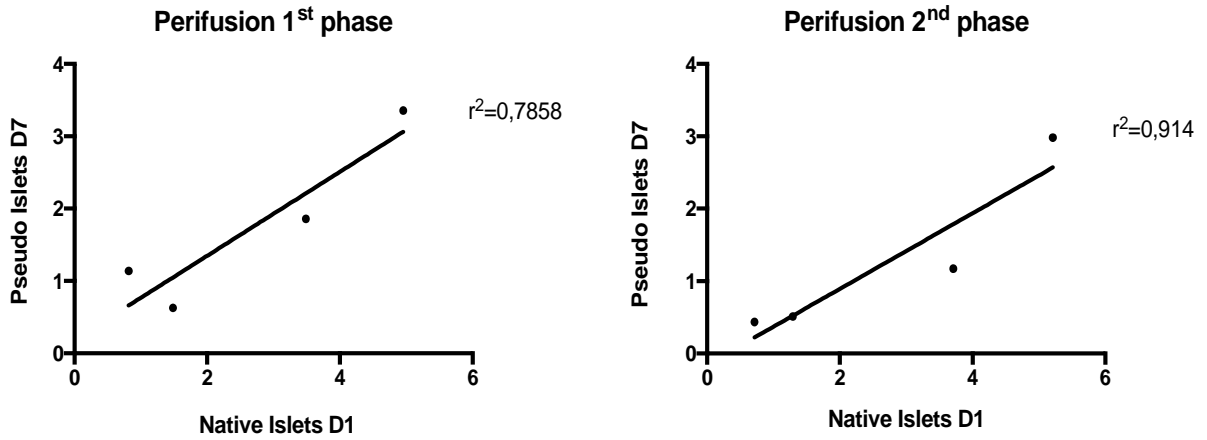 Perifusion 1st phase
4
3
2
1
0
0 2 4 6
Pseudo Islets D7
Native Islets D1
r2=0,7858
Perifusion 2nd phase
4
3
2
1
0
0 2 4 6
Pseudo Islets D7
Native Islets D1
r2=0,914